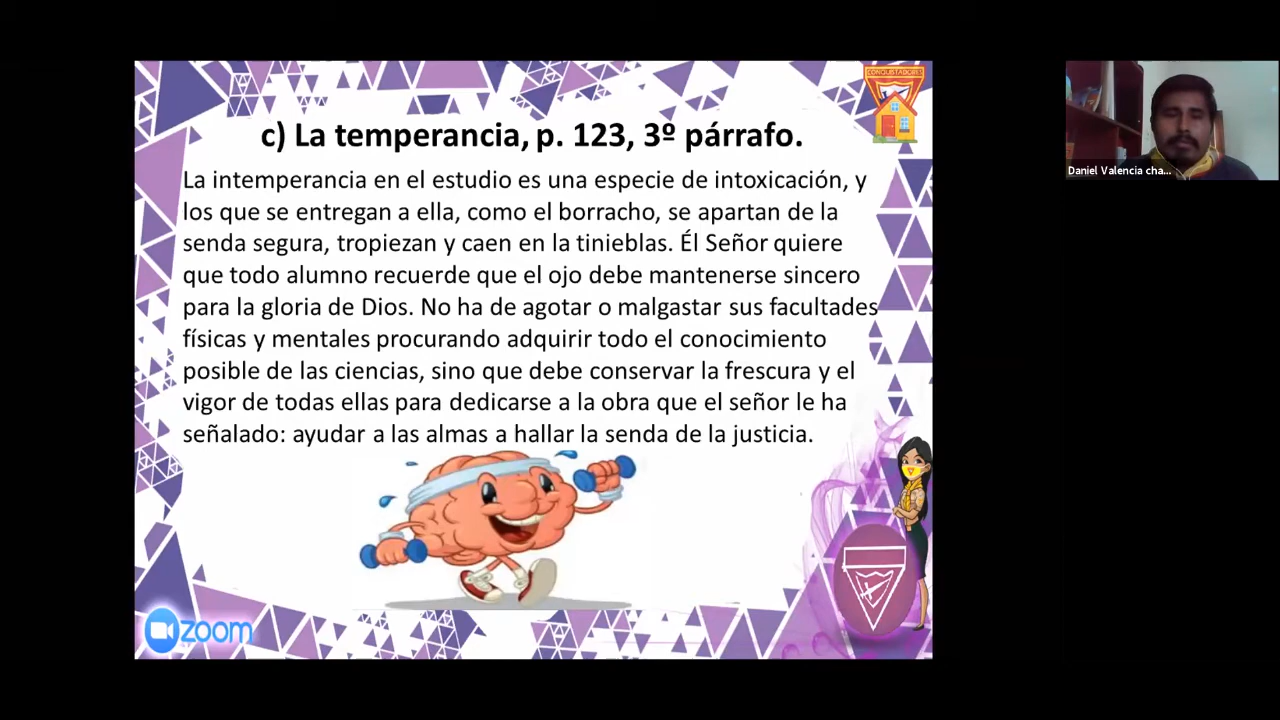 CONQUISTADORES
c) La temperancia, p. 123, 3º párrafo.
La intemperancia en el estudio es una especie de intoxicación, y
los que se entregan a ella, como el borracho, se apartan de la
senda segura, tropiezan y caen en la tinieblas. Él Señor quiere
que todo alumno recuerde que el ojo debe mantenerse sincero
para la gloria de Dios. No ha de agotar o malgastar sus facultades
físicas y mentales procurando adquirir todo el conocimiento
posible de las ciencias, sino que debe conservar la frescura y el
vigor de todas ellas para dedicarse a la obra que el señor le ha
señalado: ayudar a las almas a hallar la senda de la justicia.
zoom
Daniel Valencia cha...